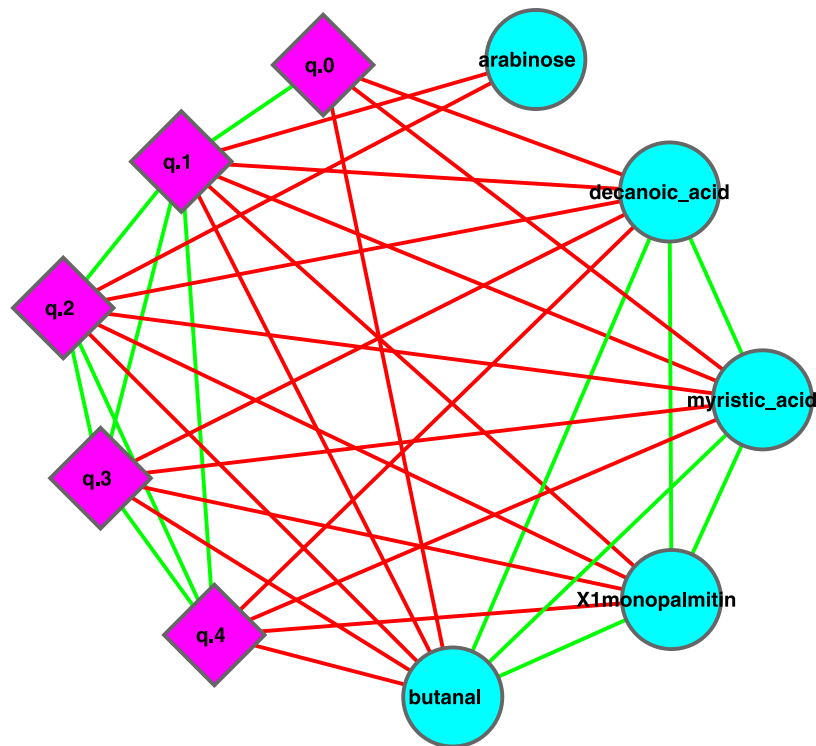 q.0
arabinose
q.1
decanoic_acid
q.2
myristic_acid
q.3
X1monopalmitin
q.4
butanal